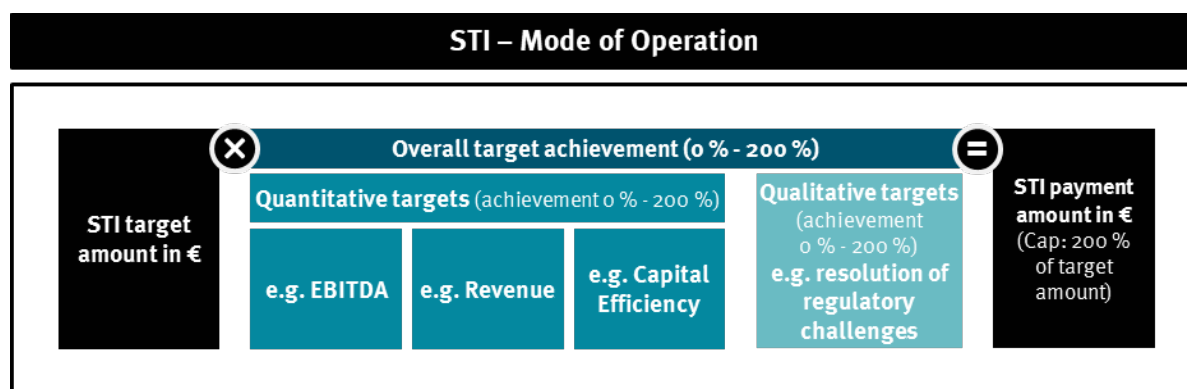 STI – Mode of Operation
STI target
amount in €
×
Overall target achievement (0 % - 200 %)
Quantitative targets (achievement 0 % - 200 %)
e.g. EBITDA
e.g. Revenue
e.g. Capital
Efficiency
Qualitative targets
(achievement
0 % - 200 %)
e.g. resolution of
regulatory
challenges
=
STI payment
amount in €
(Cap: 200 %
of target
amount)